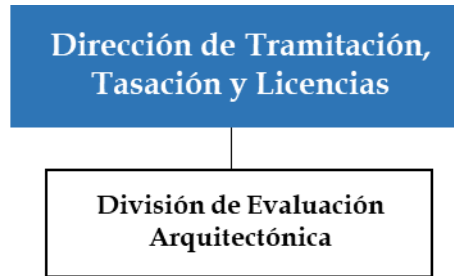 Dirección de Tramitación,
Tasación y Licencias
División de Evaluación
Arquitectónica